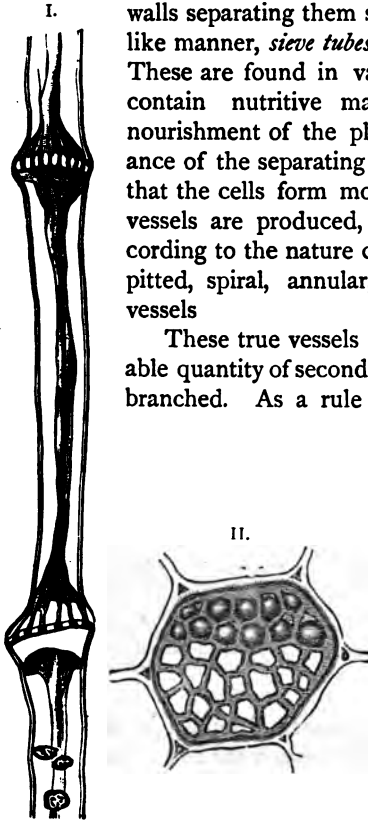 I.
walls separating them s
like manner, sieve tubes
These are found in va
contain nutritive ma
nourishment of the pl
ance of the separating
that the cells form mo
vessels are produced,
cording to the nature o
pitted, spiral, annular
vessels
These true vessels
able quantity of second
branched. As a rule
II.